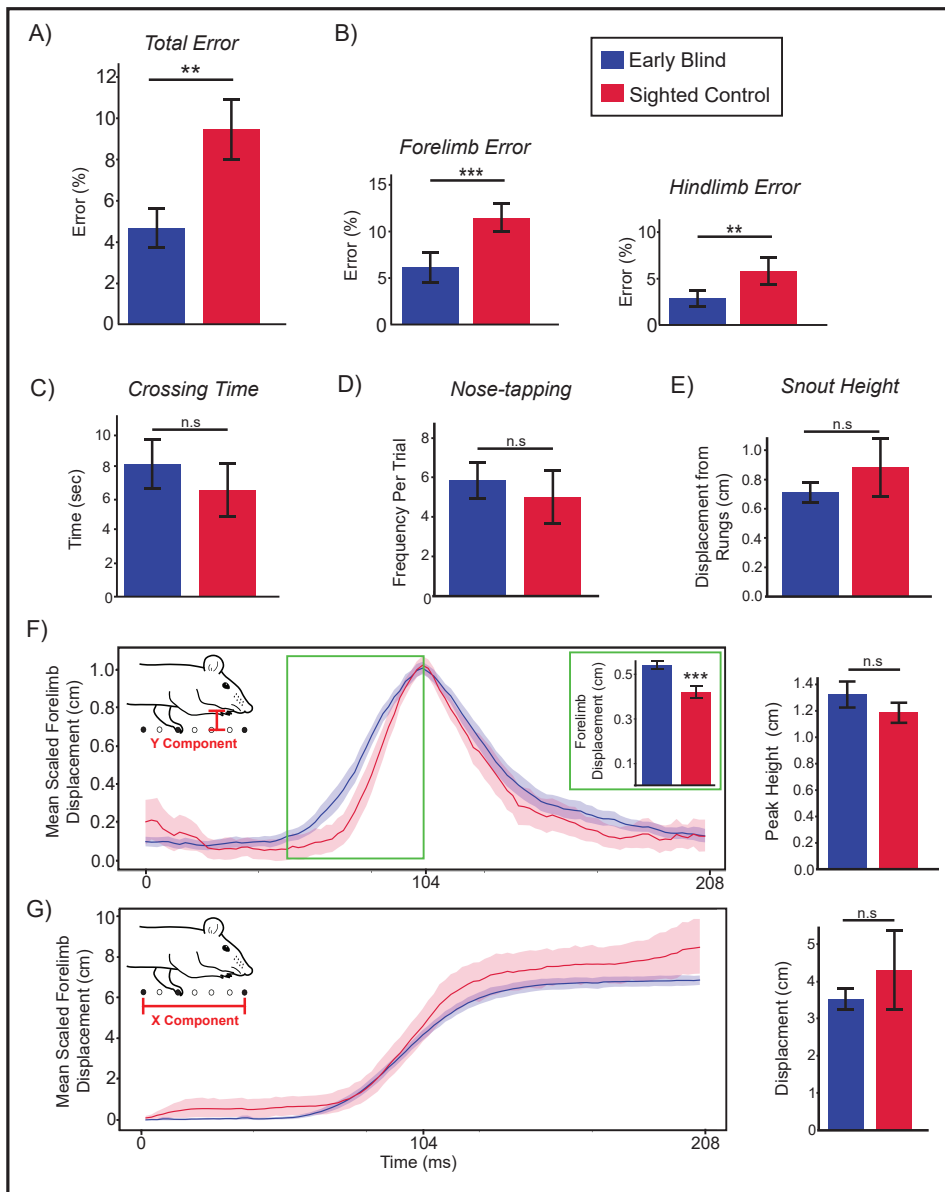 A)
Total Error
Error (%)
12
10
8
6
4
2
0
**
B)
Early Blind
Sighted Control
Forelimb Error
Error (%)
15
10
5
0
***
Hindlimb Error
Error (%)
10
5
0
**
C)
Crossing Time
Time (sec)
10
8
6
4
2
0
n.s
D)
Nose-tapping
Frequency Per Trial
8
6
4
2
0
n.s
E)
Snout Height
Displacement from
Rungs (cm)
1.0
0.8
0.6
0.4
0.2
0.0
n.s
F)
Mean Scaled Forelimb
Displacement (cm)
1.0
0.8
0.6
0.4
0.2
0.0
Y Component
Forelimb
Displacement (cm)
0.5
0.3
0.1
***
0
104
208
Peak Height (cm)
1.4
1.2
1.0
0.8
0.6
0.4
0.2
0.0
n.s
G)
Mean Scaled Forelimb
Displacement (cm)
10
8
6
4
2
0
X Component
0
104
208
Time (ms)
Displacment (cm)
5
4
3
2
1
0
n.s